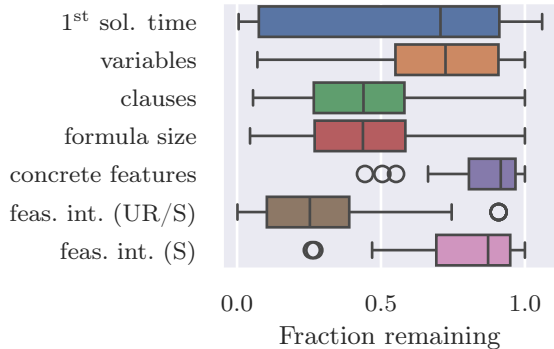 1st sol. time
variables
clauses
formula size
concrete features
feas. int. (UR/S)
feas. int. (S)
0.0 0.5 1.0
Fraction remaining